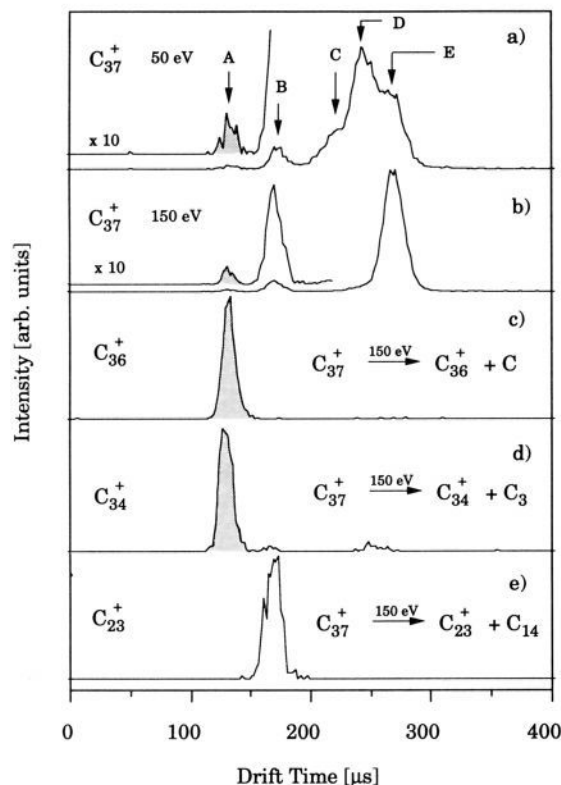 D
a)
C₃₇⁺ 50 eV A C E
B
x 10
b)
C₃₇⁺ 150 eV
x 10
c)
C₃₆⁺ C₃₇⁺ 150 eV → C₃₆⁺ + C
d)
C₃₄⁺ C₃₇⁺ 150 eV → C₃₄⁺ + C₃
e)
C₂₃⁺ C₃₇⁺ 150 eV → C₂₃⁺ + C₁₄
Intensity [arb. units]
0 100 200 300 400
Drift Time [μs]